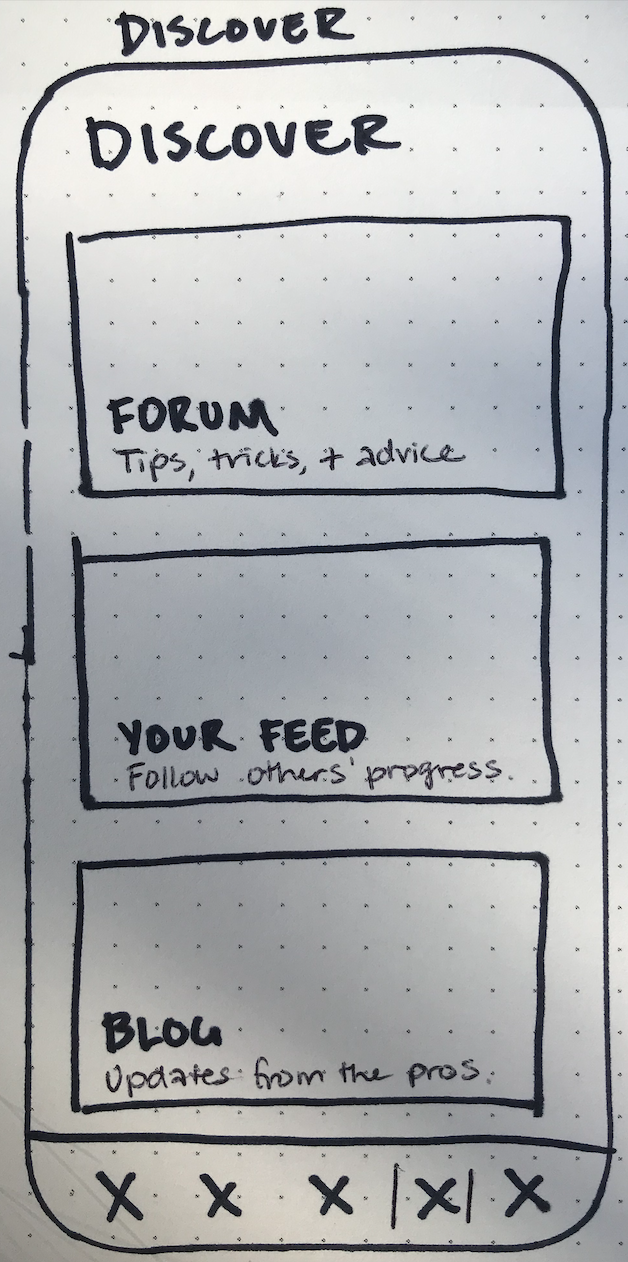 DISCOVER
DISCOVER
FORUM
Tips, tricks, + advice
YOUR FEED
Follow others' progress.
BLOG
Updates from the pros.
X X X |X| X